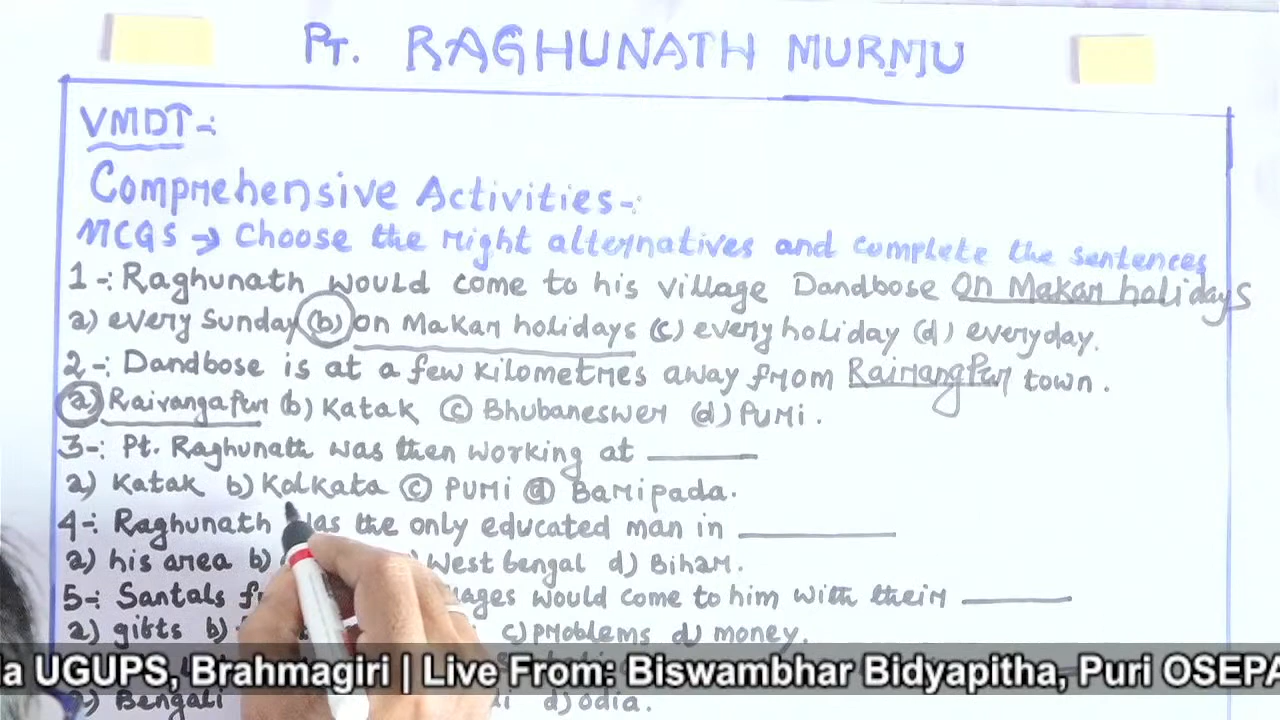 PT. RAGHUNATH MURMU
VMDT-:
Comprehensive Activities-:
MCQS → Choose the right alternatives and complete the sentences
1-: Raghunath would come to his village Dandbose On Makar holidays
a) every Sunday (b) on Makar holidays (c) every holiday (d) everyday.
2-: Dandbose is at a few kilometres away from Rairangpur town.
a) Rairangapur (b) Katak (c) Bhubaneswer (d) Puri.
3-: Pt. Raghunath was then working at ______
a) Katak b) Kolkata (c) Puri (d) Baripada.
4-: Raghunath was the only educated man in ______
a) his area b) West bengal d) Bihar.
5-: Santals would come to him with their ______
a) gifts b) c) problems d) money.
UGUPS, Brahmagiri | Live From: Biswambhar Bidyapitha, Puri OSEPA
a) Bengali d) odia.